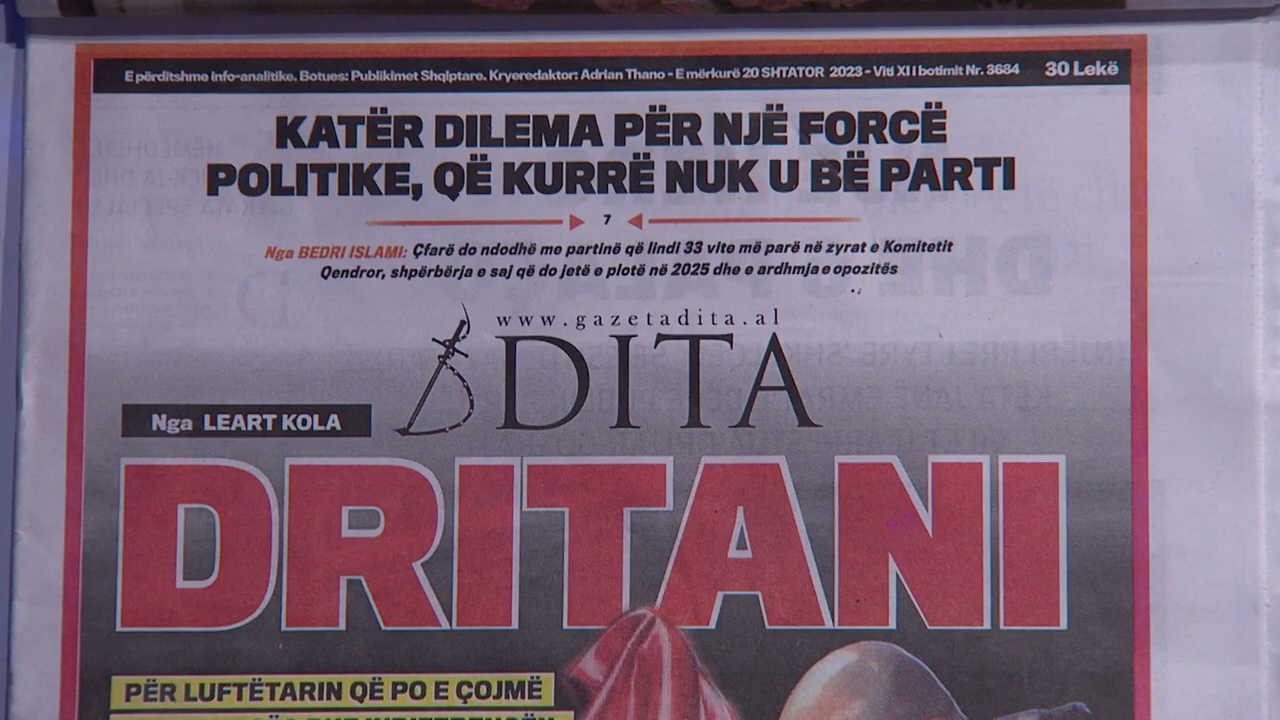 E përditshme info-analitike. Botues: Publikimet Shqiptare. Kryeredaktor: Adrian Thano - E mërkurë 20 SHTATOR 2023 - Viti XII botimit Nr. 3684 30 Lekë
KATËR DILEMA PËR NJË FORCË
POLITIKE, QË KURRË NUK U BË PARTI
7
Nga BEDRI ISLAMI: Çfarë do ndodhë me partinë që lindi 33 vite më parë në zyrat e Komitetit
Qendror, shpërbërja e saj që do jetë e plotë në 2025 dhe e ardhmja e opozitës
www.gazetadita.al
DITA
Nga LEART KOLA
DRITANI
PËR LUFTËTARIN QË PO E ÇOJMË